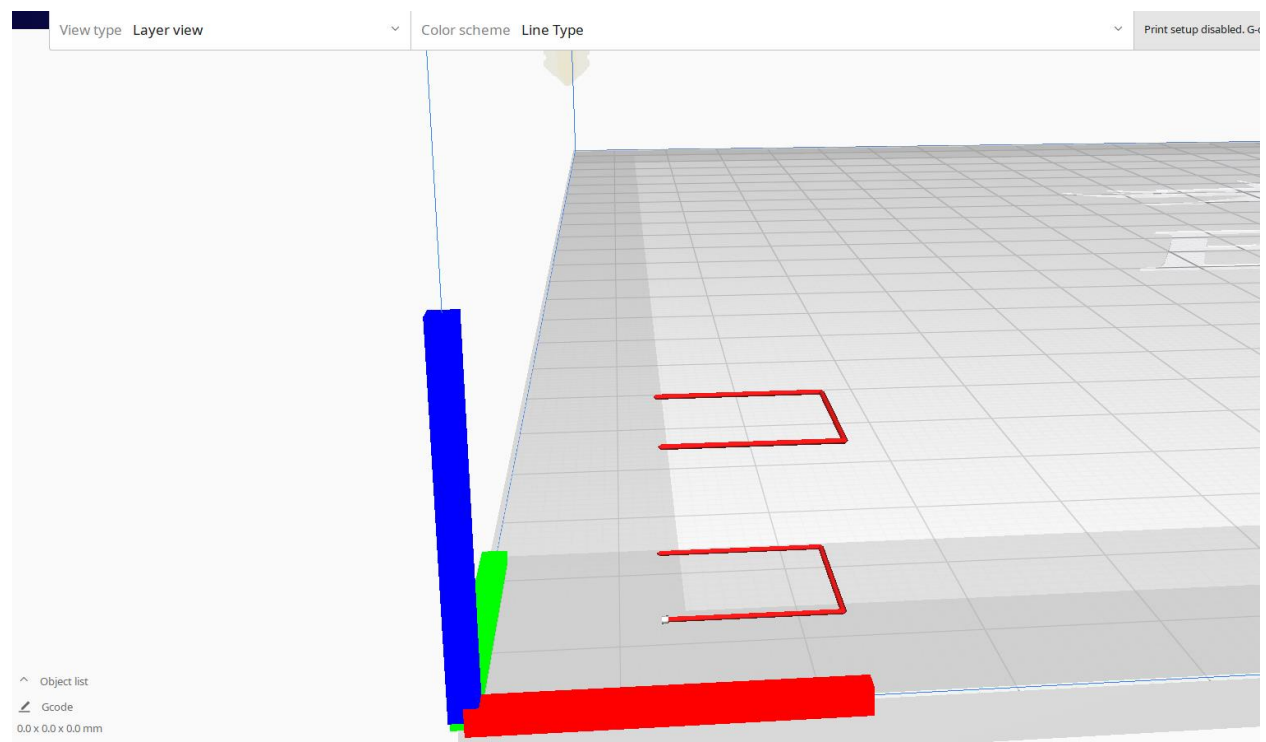 View type Layer view
Color scheme Line Type
Print setup disabled. G-c
Object list
Gcode
0.0 x 0.0 x 0.0 mm